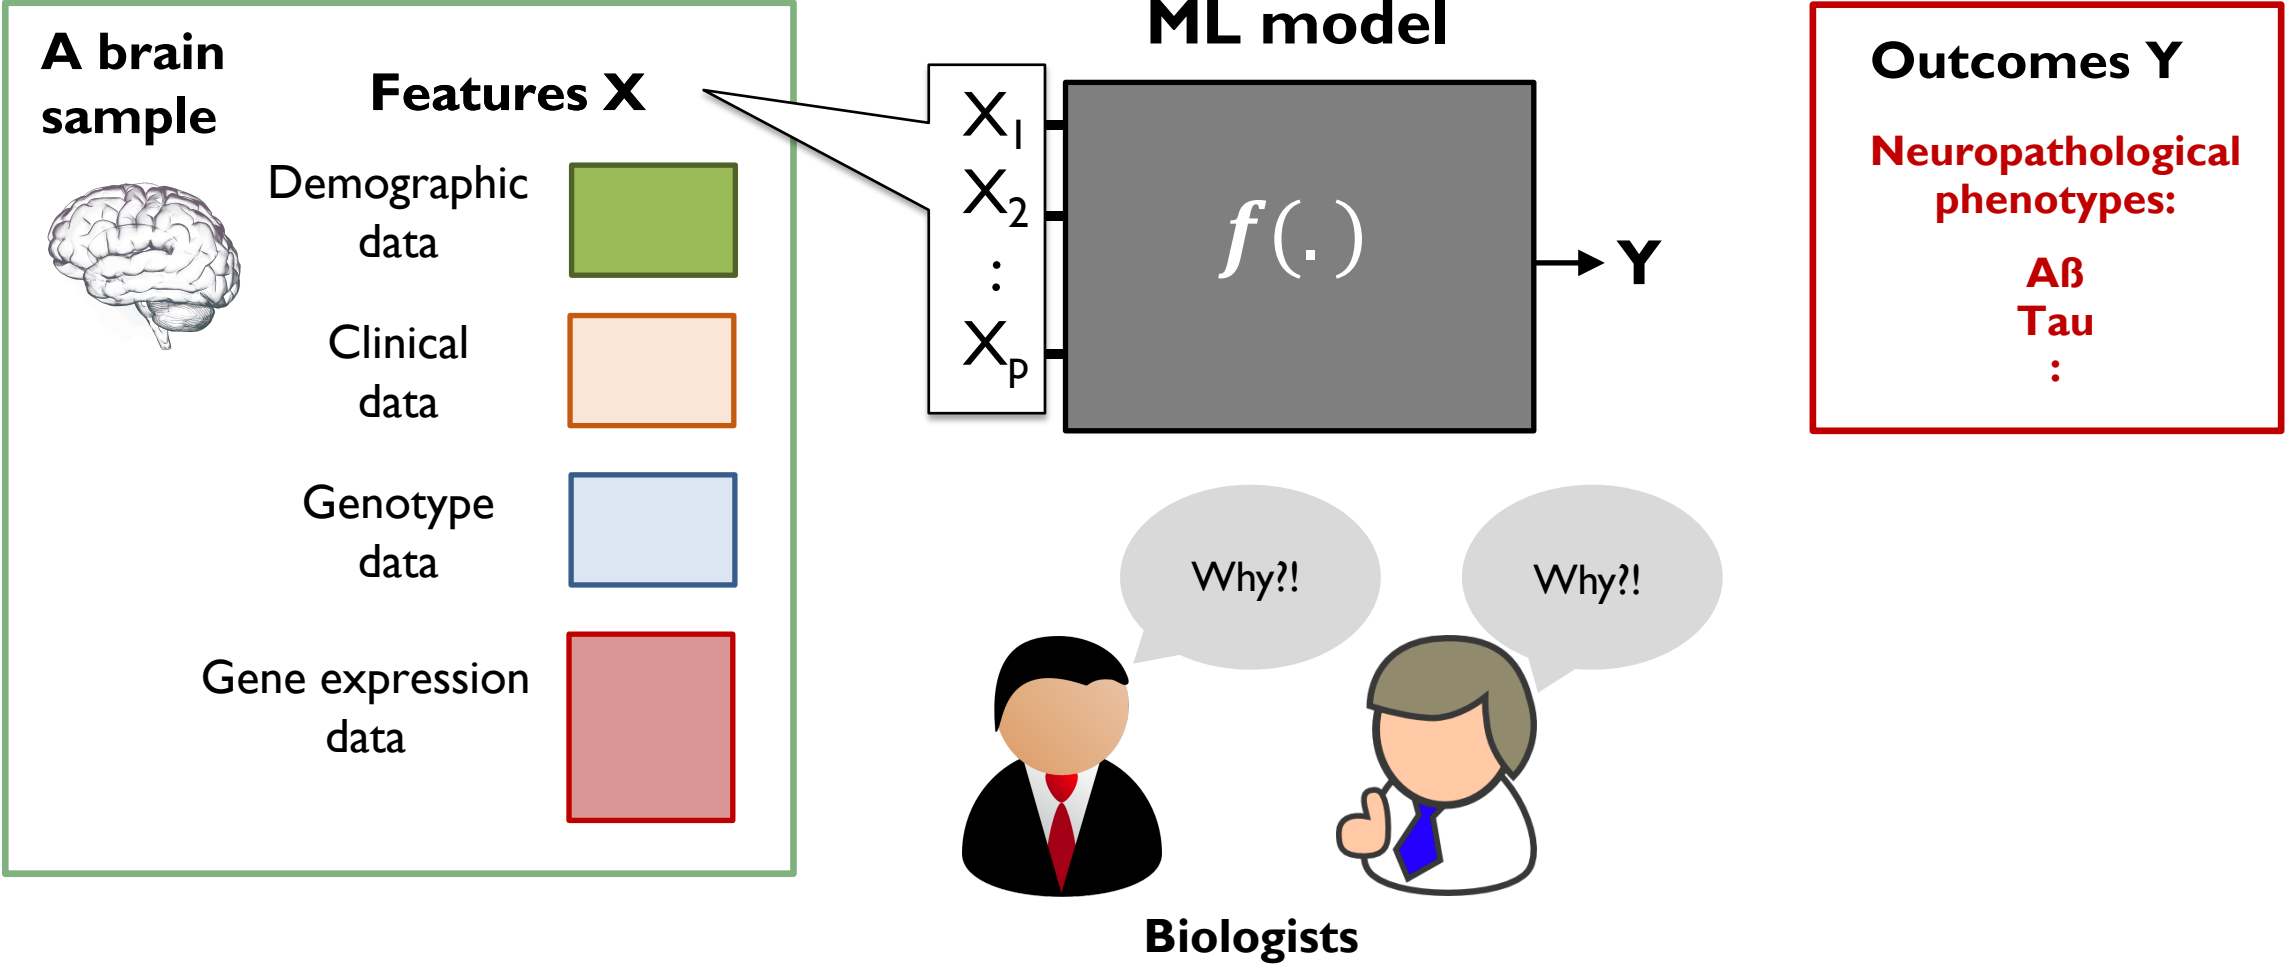 A brain
sample
Features X
Demographic
data
Clinical
data
Genotype
data
Gene expression
data
ML model
X1
X2
:
Xp
f(.)
Y
Outcomes Y
Neuropathological
phenotypes:
Aß
Tau
:
Why?!
Why?!
Biologists